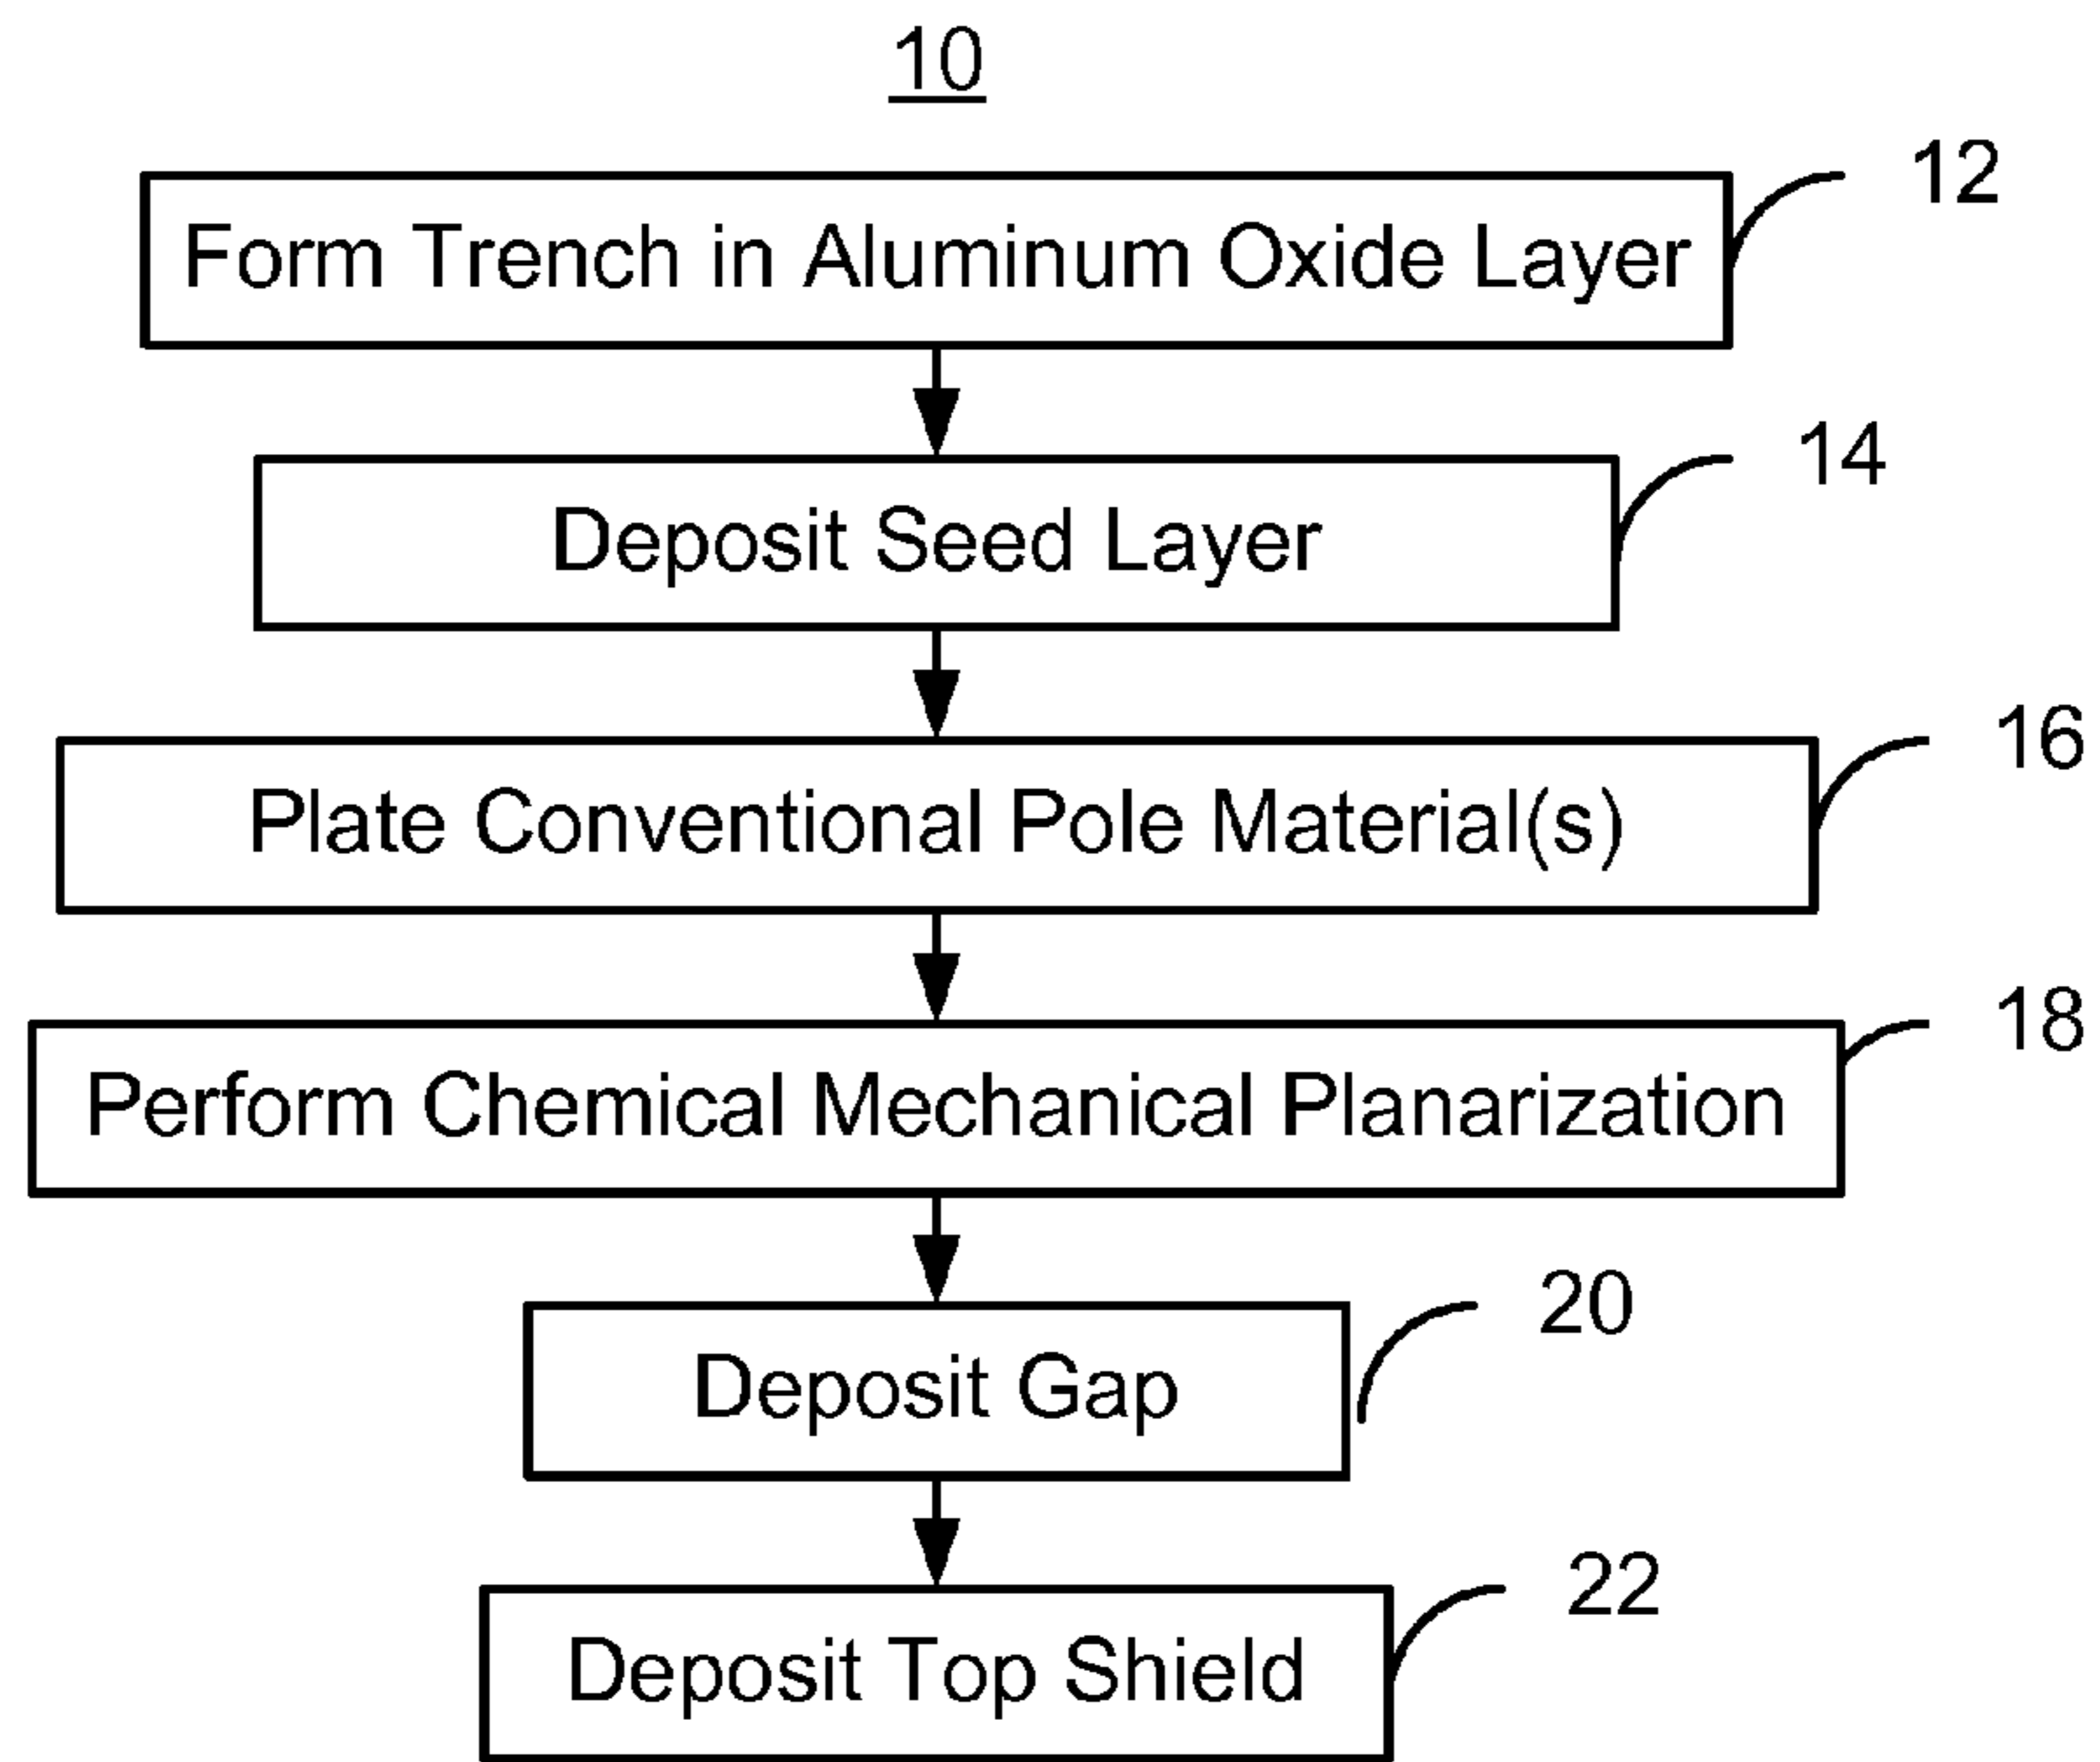 10
12
Form Trench in Aluminum Oxide Layer
14
Deposit Seed Layer
16
Plate Conventional Pole Material(s)
18
Perform Chemical Mechanical Planarization
20
Deposit Gap
22
Deposit Top Shield